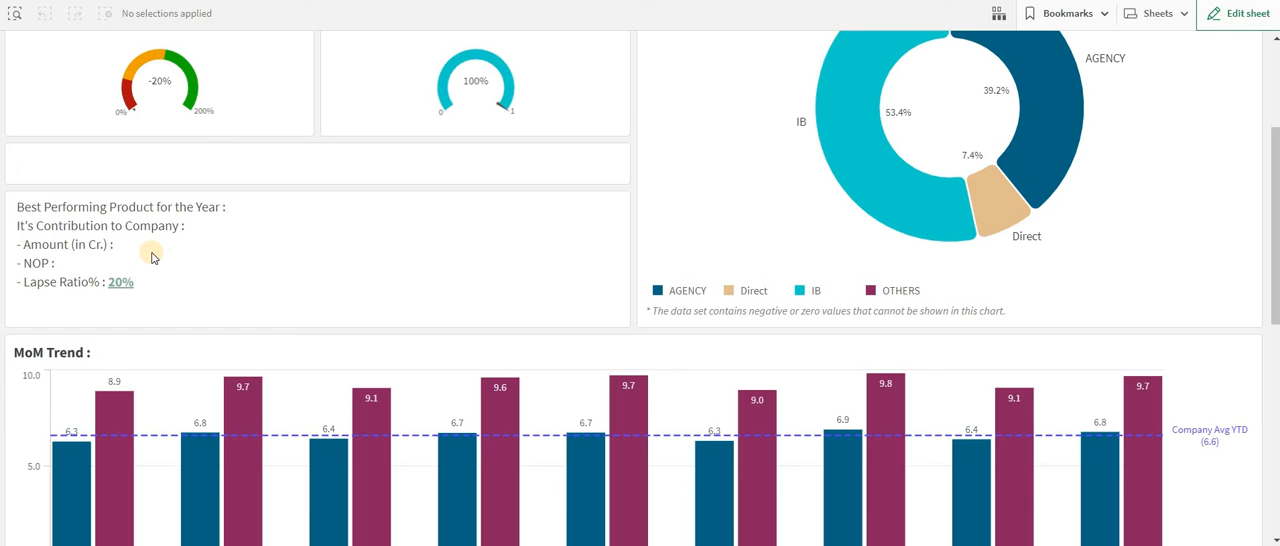 No selections applied
Bookmarks
Sheets
Edit sheet
-20%
0%
200%
100%
0
1
AGENCY
39.2%
IB
53.4%
7.4%
Direct
Best Performing Product for the Year :
It's Contribution to Company :
- Amount (in Cr.) :
- NOP :
- Lapse Ratio% : 20%
AGENCY Direct IB OTHERS
* The data set contains negative or zero values that cannot be shown in this chart.
MoM Trend :
10.0
5.0
8.9 9.7 9.1 9.6 9.7 9.0 9.8 9.1 9.7
6.3 6.8 6.4 6.7 6.7 6.3 6.9 6.4 6.8
Company Avg YTD
(6.6)